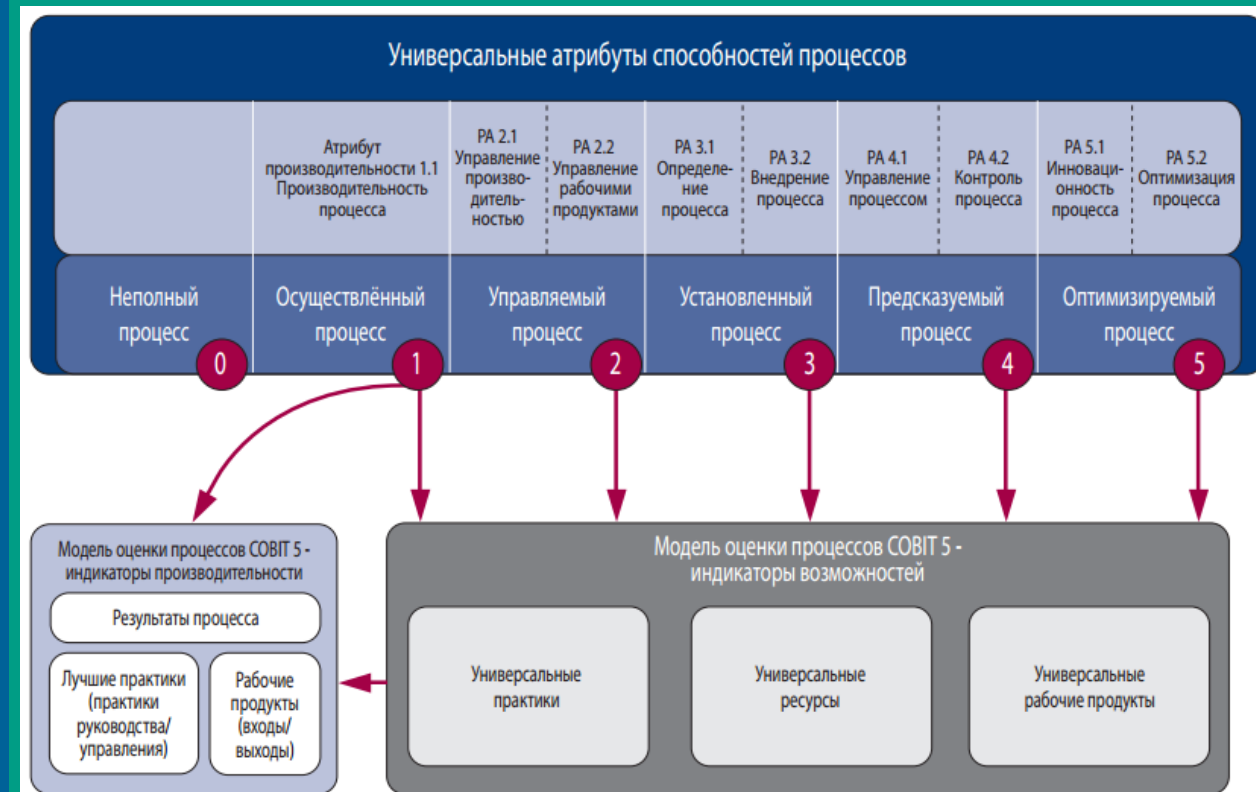 Универсальные атрибуты способностей процессов
Атрибут
производительности 1.1
Производительность
процесса
PA 2.1
Управление
произво-
дитель-
ностью
PA 2.2
Управление
рабочими
продуктами
PA 3.1
Определе-
ние
процесса
PA 3.2
Внедрение
процесса
PA 4.1
Управление
процессом
PA 4.2
Контроль
процесса
PA 5.1
Инноваци-
онность
процесса
PA 5.2
Оптимизация
процесса
Неполный
процесс
0
Осуществлённый
процесс
1
Управляемый
процесс
2
Установленный
процесс
3
Предсказуемый
процесс
4
Оптимизируемый
процесс
5
Модель оценки процессов COBIT 5 -
индикаторы производительности
Результаты процесса
Лучшие практики
(практики
руководства/
управления)
Рабочие
продукты
(входы/
выходы)
Модель оценки процессов COBIT 5 -
индикаторы возможностей
Универсальные
практики
Универсальные
ресурсы
Универсальные
рабочие продукты